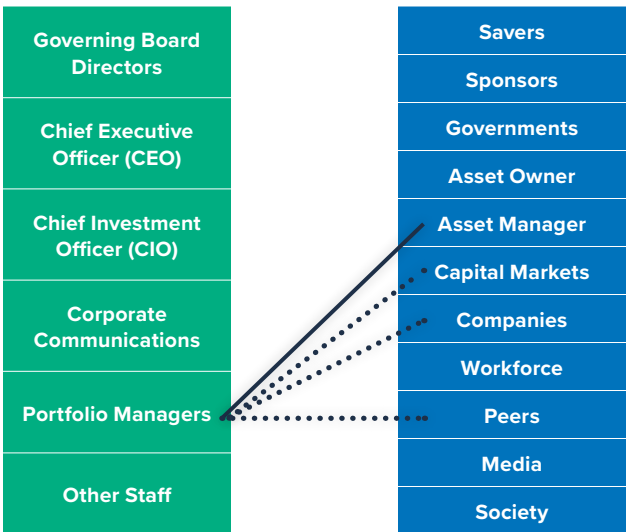 Governing Board
Directors
Chief Executive
Officer (CEO)
Chief Investment
Officer (CIO)
Corporate
Communications
Portfolio Managers
Other Staff
Savers
Sponsors
Governments
Asset Owner
Asset Manager
Capital Markets
Companies
Workforce
Peers
Media
Society